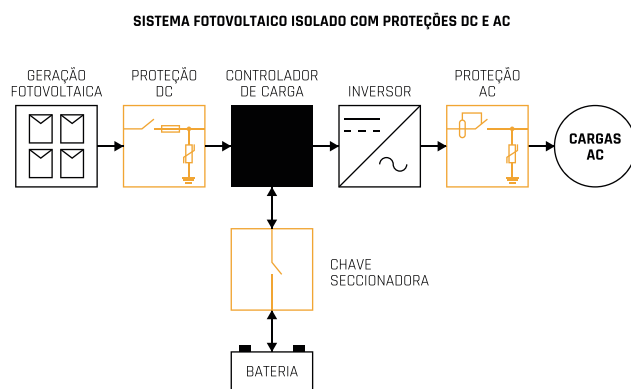 SISTEMA FOTOVOLTAICO ISOLADO COM PROTEÇÕES DC E AC
GERAÇÃO
FOTOVOLTAICA
PROTEÇÃO
DC
CONTROLADOR
DE CARGA
INVERSOR
PROTEÇÃO
AC
CARGAS
AC
CHAVE
SECCIONADORA
BATERIA